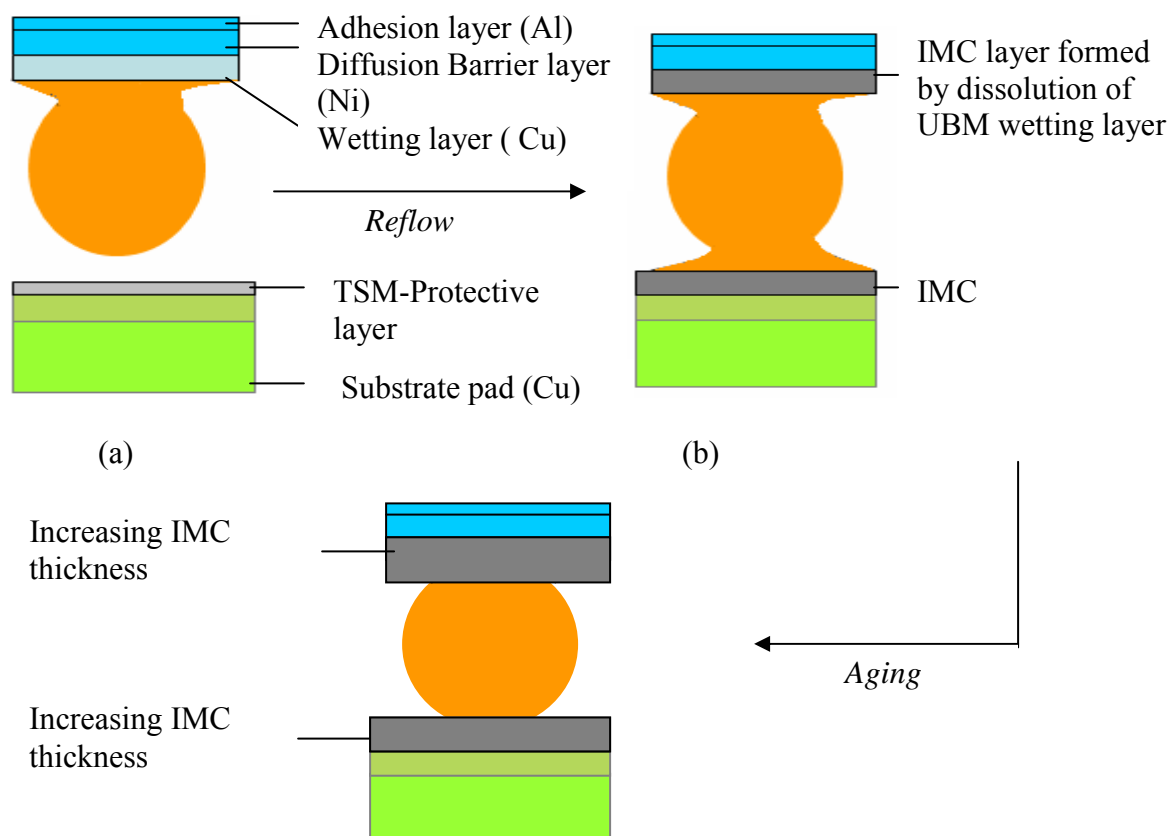 Adhesion layer (Al)
Diffusion Barrier layer
(Ni)
Wetting layer ( Cu)
Reflow
TSM-Protective
layer
Substrate pad (Cu)
(a)
IMC layer formed
by dissolution of
UBM wetting layer
IMC
(b)
Increasing IMC
thickness
Increasing IMC
thickness
Aging